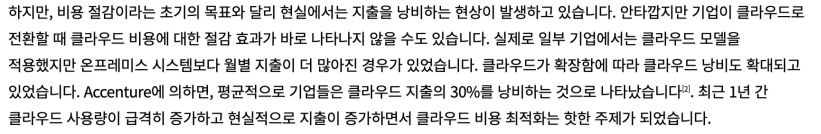 하지만, 비용 절감이라는 초기의 목표와 달리 현실에서는 지출을 낭비하는 현상이 발생하고 있습니다. 안타깝지만 기업이 클라우드로
전환할 때 클라우드 비용에 대한 절감 효과가 바로 나타나지 않을 수도 있습니다. 실제로 일부 기업에서는 클라우드 모델을
적용했지만 온프레미스 시스템보다 월별 지출이 더 많아진 경우가 있었습니다. 클라우드가 확장함에 따라 클라우드 낭비도 확대되고
있었습니다. Accenture에 의하면, 평균적으로 기업들은 클라우드 지출의 30%를 낭비하는 것으로 나타났습니다[2]. 최근 1년 간
클라우드 사용량이 급격히 증가하고 현실적으로 지출이 증가하면서 클라우드 비용 최적화는 핫한 주제가 되었습니다.